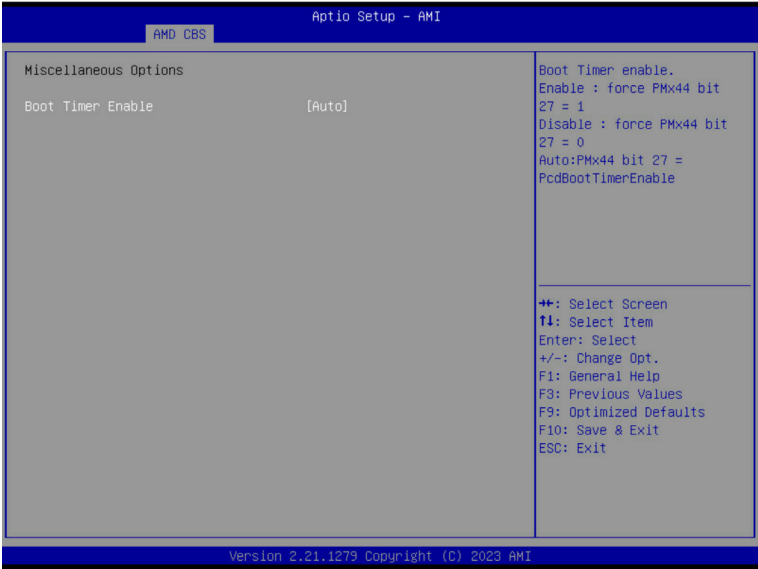 Aptio Setup – AMI
AMD CBS
Miscellaneous Options
Boot Timer Enable [Auto]
Boot Timer enable.
Enable : force PMx44 bit
27 = 1
Disable : force PMx44 bit
27 = 0
Auto:PMx44 bit 27 =
PcdBootTimerEnable
→←: Select Screen
↑↓: Select Item
Enter: Select
+/-: Change Opt.
F1: General Help
F3: Previous Values
F9: Optimized Defaults
F10: Save & Exit
ESC: Exit
Version 2.21.1279 Copyright (C) 2023 AMI